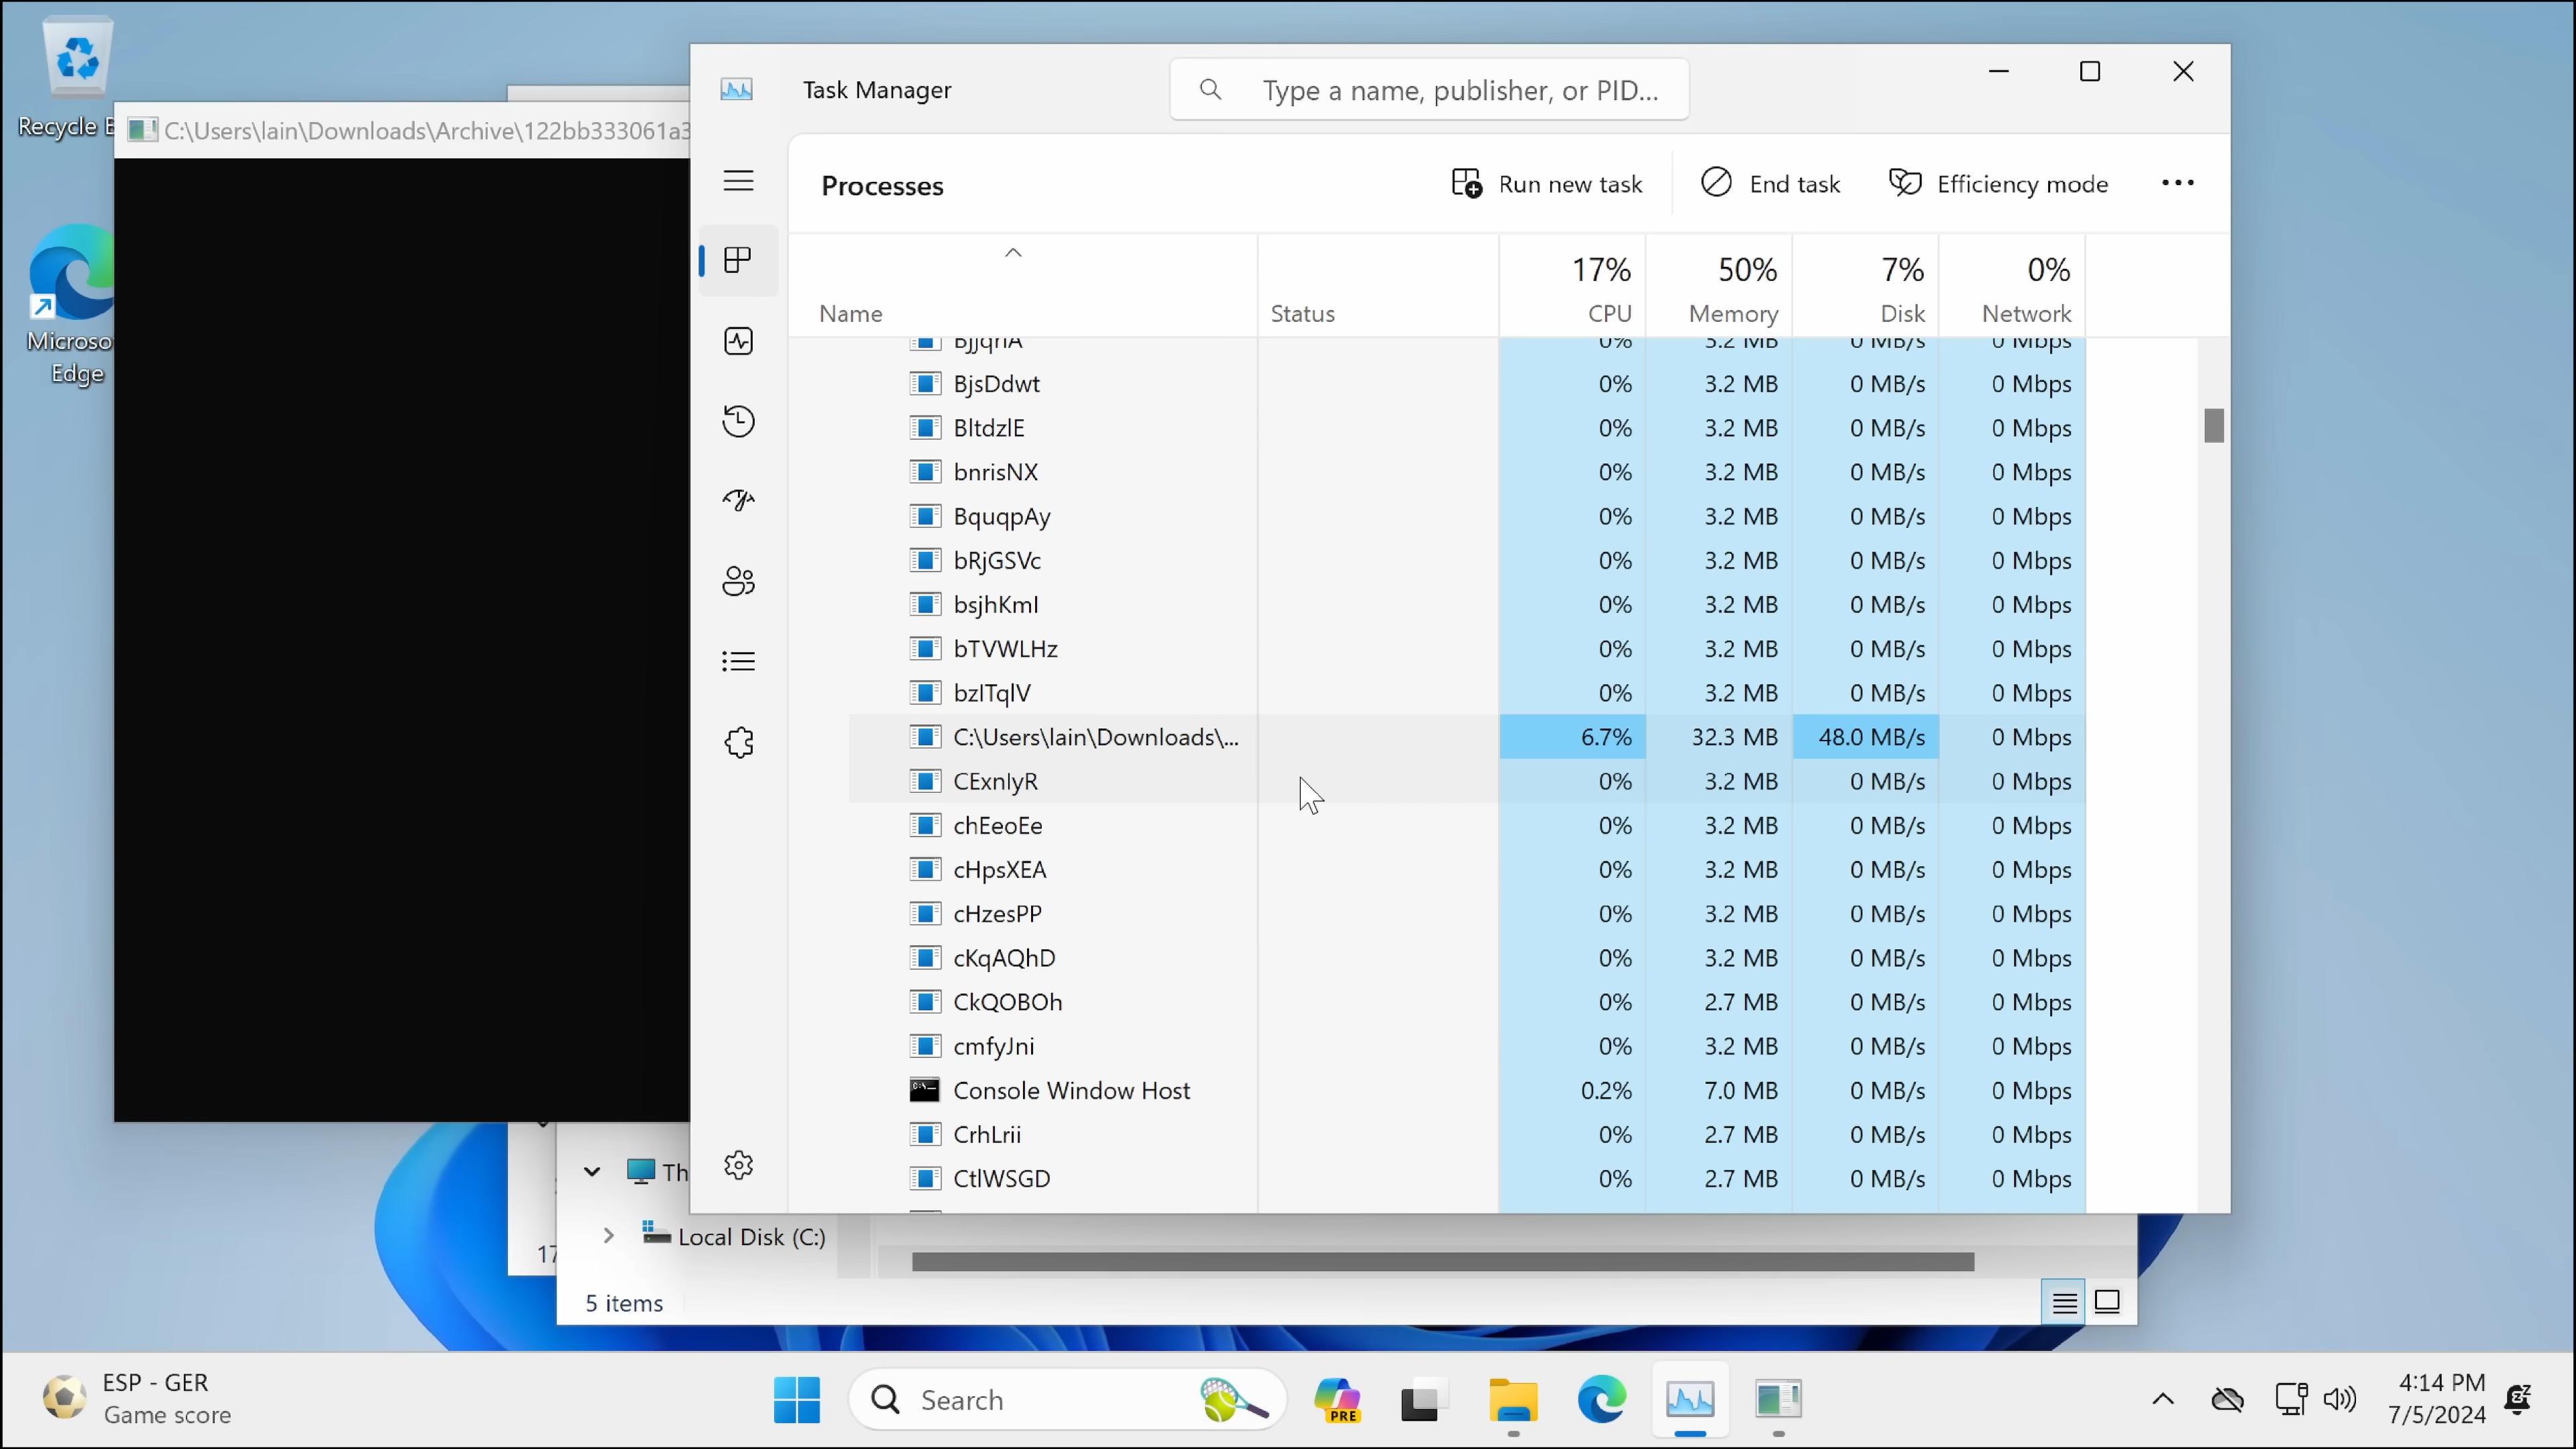 Recycle B
Microso
Edge
C:\Users\lain\Downloads\Archive\122bb333061a3
Task Manager
Type a name, publisher, or PID...
Processes
Run new task
End task
Efficiency mode
Name
Status
17%
CPU
50%
Memory
7%
Disk
0%
Network
0% 3.2 MB 0 MB/s 0 Mbps
BjsDdwt 0% 3.2 MB 0 MB/s 0 Mbps
BltdzlE 0% 3.2 MB 0 MB/s 0 Mbps
bnrisNX 0% 3.2 MB 0 MB/s 0 Mbps
BquqpAy 0% 3.2 MB 0 MB/s 0 Mbps
bRjGSVc 0% 3.2 MB 0 MB/s 0 Mbps
bsjhKml 0% 3.2 MB 0 MB/s 0 Mbps
bTVWLHz 0% 3.2 MB 0 MB/s 0 Mbps
bzITqlV 0% 3.2 MB 0 MB/s 0 Mbps
C:\Users\lain\Downloads\... 6.7% 32.3 MB 48.0 MB/s 0 Mbps
CExnlyR 0% 3.2 MB 0 MB/s 0 Mbps
chEeoEe 0% 3.2 MB 0 MB/s 0 Mbps
cHpsXEA 0% 3.2 MB 0 MB/s 0 Mbps
cHzesPP 0% 3.2 MB 0 MB/s 0 Mbps
cKqAQhD 0% 3.2 MB 0 MB/s 0 Mbps
CkQOBOh 0% 2.7 MB 0 MB/s 0 Mbps
cmfyJni 0% 3.2 MB 0 MB/s 0 Mbps
Console Window Host 0.2% 7.0 MB 0 MB/s 0 Mbps
CrhLrii 0% 2.7 MB 0 MB/s 0 Mbps
CtlWSGD 0% 2.7 MB 0 MB/s 0 Mbps
Th
Local Disk (C:)
17
5 items
ESP - GER
Game score
Search
PRE
4:14 PM
7/5/2024